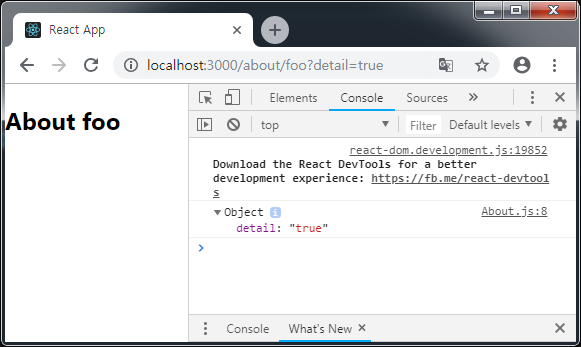 React App
localhost:3000/about/foo?detail=true
About foo
Elements Console Sources
top Filter Default levels
react-dom.development.js:19852
Download the React DevTools for a better
development experience: https://fb.me/react-devtool
s
Object About.js:8
detail: "true"
Console What's New